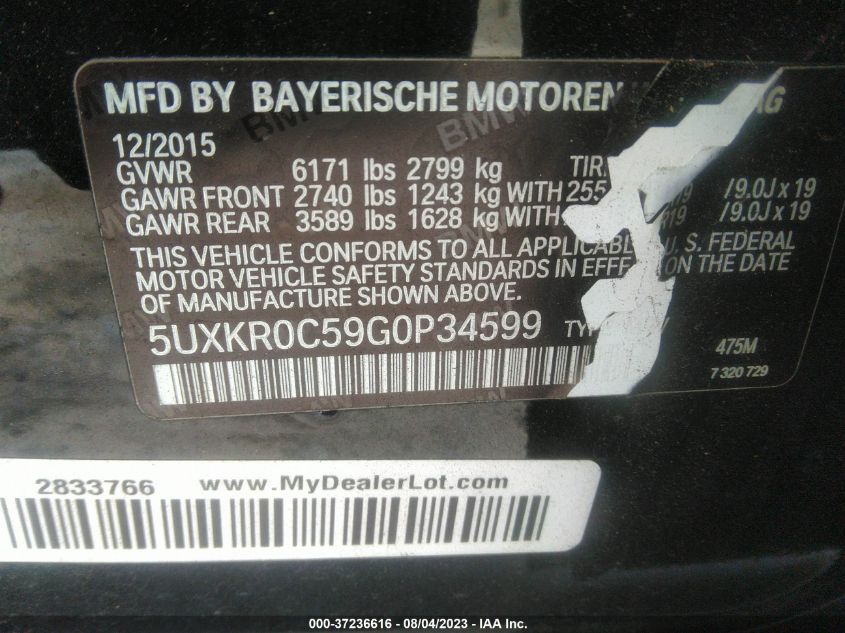 MFD BY BAYERISCHE MOTOREN AG
12/2015
GVWR 6171 lbs 2799 kg
GAWR FRONT 2740 lbs 1243 kg WITH 255 /9.0J x 19
GAWR REAR 3589 lbs 1628 kg WITH /9.0J x 19
THIS VEHICLE CONFORMS TO ALL U. S. FEDERAL
MOTOR VEHICLE SAFETY STANDARDS IN ON THE DATE
OF MANUFACTURE SHOWN ABOVE.
5UXKR0C59G0P34599
475M
7 320 729
2833766 www.MyDealerLot.com
000-37236616 - 08/04/2023 - IAA Inc.